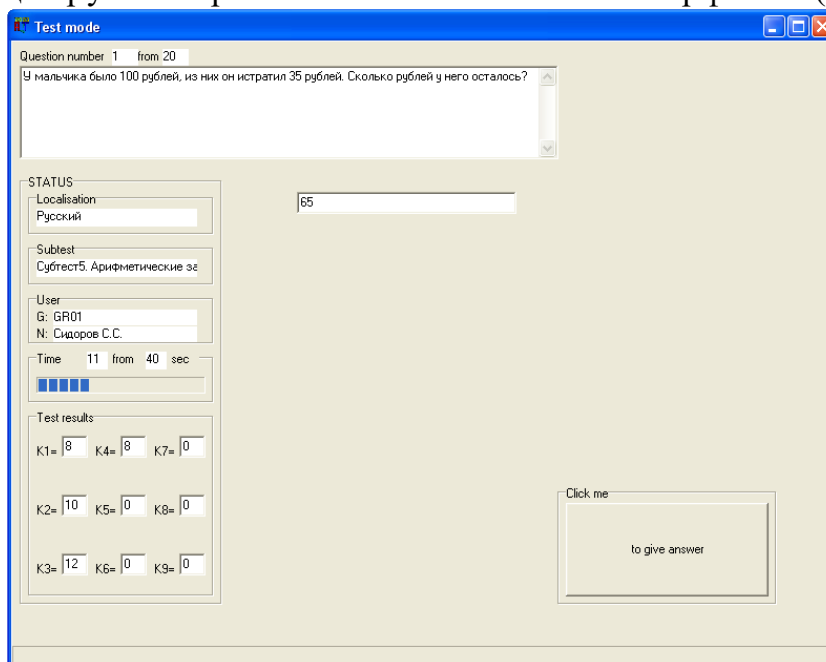 Test mode
Question number 1 from 20
У мальчика было 100 рублей, из них он истратил 35 рублей. Сколько рублей у него осталось?
STATUS
Localisation
Русский
65
Subtest
Субтест5. Арифметические за
User
G: GR01
N: Сидоров С.С.
Time 11 from 40 sec
Test results
K1= 8 K4= 8 K7= 0
K2= 10 K5= 0 K8= 0
K3= 12 K6= 0 K9= 0
Click me
to give answer